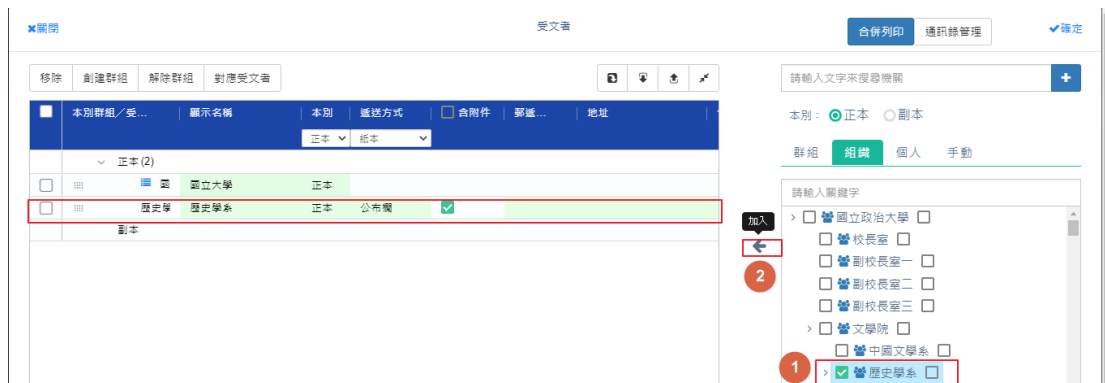 ✖關閉
受文者
合併列印 通訊錄管理
✔確定
移除 創建群組 解除群組 對應受文者
請輸入文字來搜尋機關 +
本別群組／受... 顯示名稱 本別 遞送方式 含附件 郵遞... 地址
正本 紙本
本別： 正本 副本
群組 組織 個人 手動
正本 (2)
國 國立大學 正本
歷史學 歷史學系 正本 公布欄
副本
請輸入關鍵字
加入
2
國立政治大學
校長室
副校長室一
副校長室二
副校長室三
文學院
中國文學系
1
歷史學系